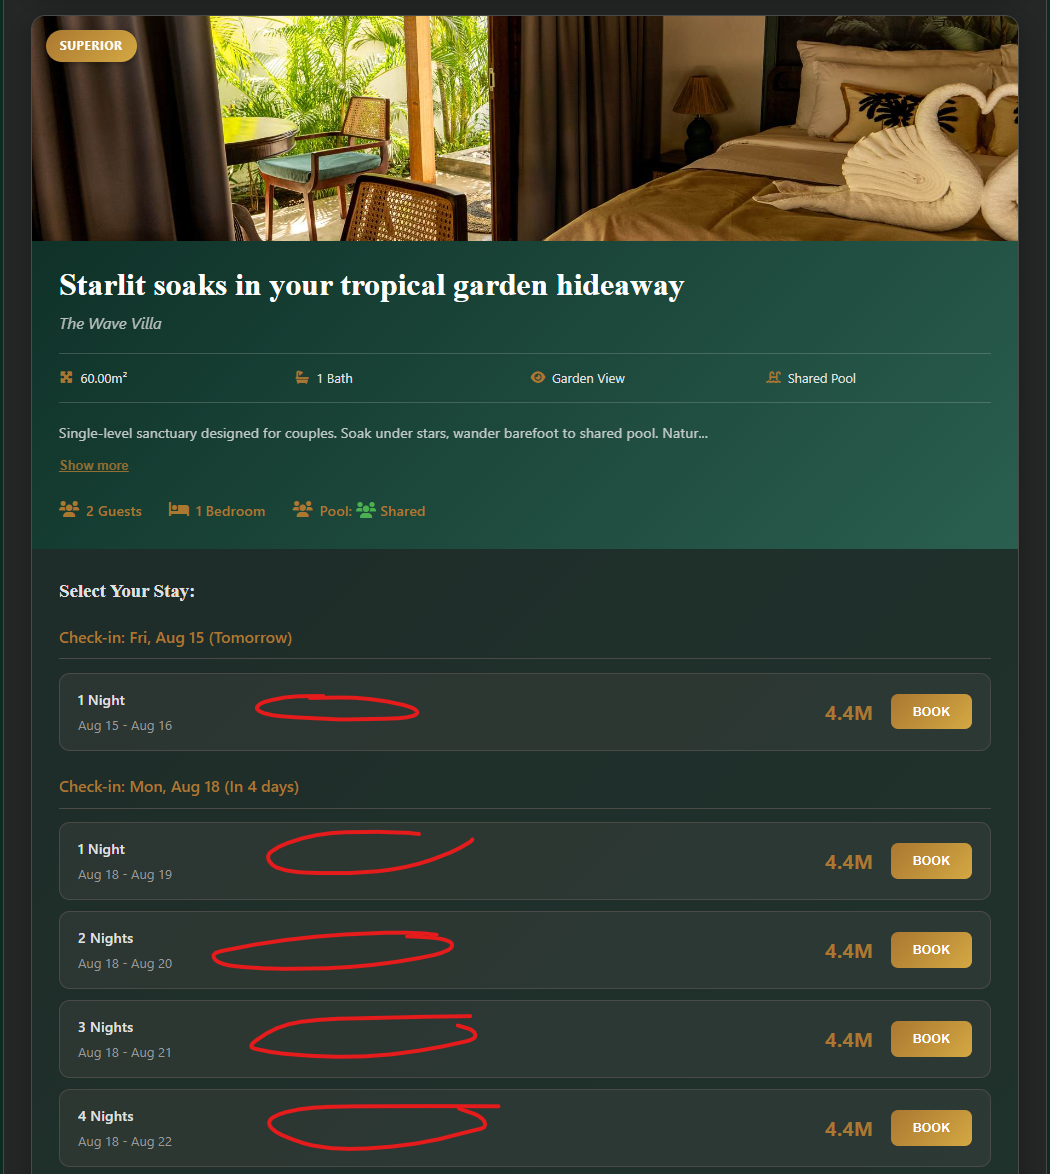 SUPERIOR
Starlit soaks in your tropical garden hideaway
The Wave Villa
60.00m² 1 Bath Garden View Shared Pool
Single-level sanctuary designed for couples. Soak under stars, wander barefoot to shared pool. Natur...
Show more
2 Guests 1 Bedroom Pool: Shared
Select Your Stay:
Check-in: Fri, Aug 15 (Tomorrow)
1 Night
Aug 15 - Aug 16
4.4M BOOK
Check-in: Mon, Aug 18 (In 4 days)
1 Night
Aug 18 - Aug 19
4.4M BOOK
2 Nights
Aug 18 - Aug 20
4.4M BOOK
3 Nights
Aug 18 - Aug 21
4.4M BOOK
4 Nights
Aug 18 - Aug 22
4.4M BOOK